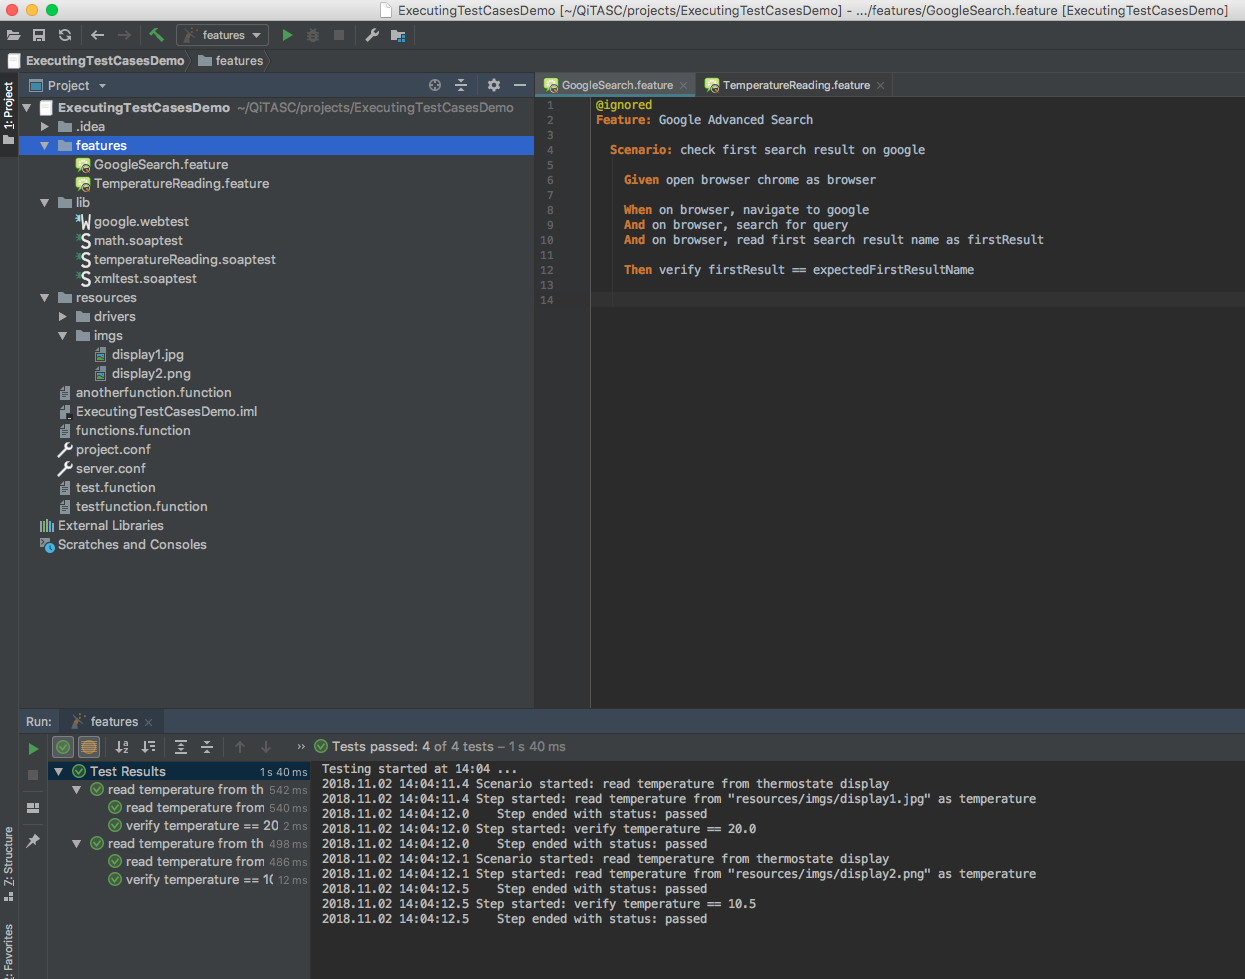 ExecutingTestCasesDemo [~/QiTASC/projects/ExecutingTestCasesDemo] - .../features/GoogleSearch.feature [ExecutingTestCasesDemo]
features
ExecutingTestCasesDemo
features
1: Project
Project
ExecutingTestCasesDemo ~/QiTASC/projects/ExecutingTestCasesDemo
.idea
features
GoogleSearch.feature
TemperatureReading.feature
lib
google.webtest
math.soaptest
temperatureReading.soaptest
xmltest.soaptest
resources
drivers
imgs
display1.jpg
display2.png
anotherfunction.function
ExecutingTestCasesDemo.iml
functions.function
project.conf
server.conf
test.function
testfunction.function
External Libraries
Scratches and Consoles
GoogleSearch.feature
TemperatureReading.feature
1 @ignored
2 Feature: Google Advanced Search
3
4 Scenario: check first search result on google
5
6 Given open browser chrome as browser
7
8 When on browser, navigate to google
9 And on browser, search for query
10 And on browser, read first search result name as firstResult
11
12 Then verify firstResult == expectedFirstResultName
13
14
Run: features
Tests passed: 4 of 4 tests – 1 s 40 ms
Test Results 1 s 40 ms
read temperature from th 542 ms
read temperature from 540 ms
verify temperature == 20 2 ms
read temperature from th 498 ms
read temperature from 486 ms
verify temperature == 1( 12 ms
Testing started at 14:04 ...
2018.11.02 14:04:11.4 Scenario started: read temperature from thermostate display
2018.11.02 14:04:11.4 Step started: read temperature from "resources/imgs/display1.jpg" as temperature
2018.11.02 14:04:12.0 Step ended with status: passed
2018.11.02 14:04:12.0 Step started: verify temperature == 20.0
2018.11.02 14:04:12.0 Step ended with status: passed
2018.11.02 14:04:12.1 Scenario started: read temperature from thermostate display
2018.11.02 14:04:12.1 Step started: read temperature from "resources/imgs/display2.png" as temperature
2018.11.02 14:04:12.5 Step ended with status: passed
2018.11.02 14:04:12.5 Step started: verify temperature == 10.5
2018.11.02 14:04:12.5 Step ended with status: passed
Z: Structure
: Favorites